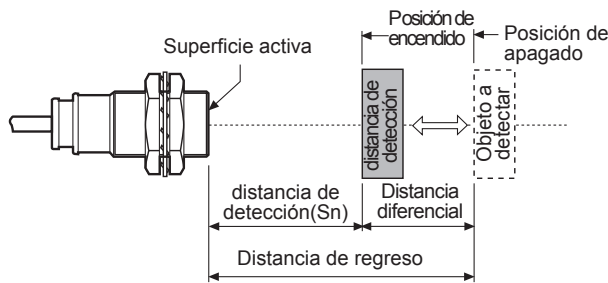 Posición de
encendido
Posición de
apagado
Superficie activa
distancia de
detección
Objeto a
detectar
distancia de
detección(Sn)
Distancia
diferencial
Distancia de regreso